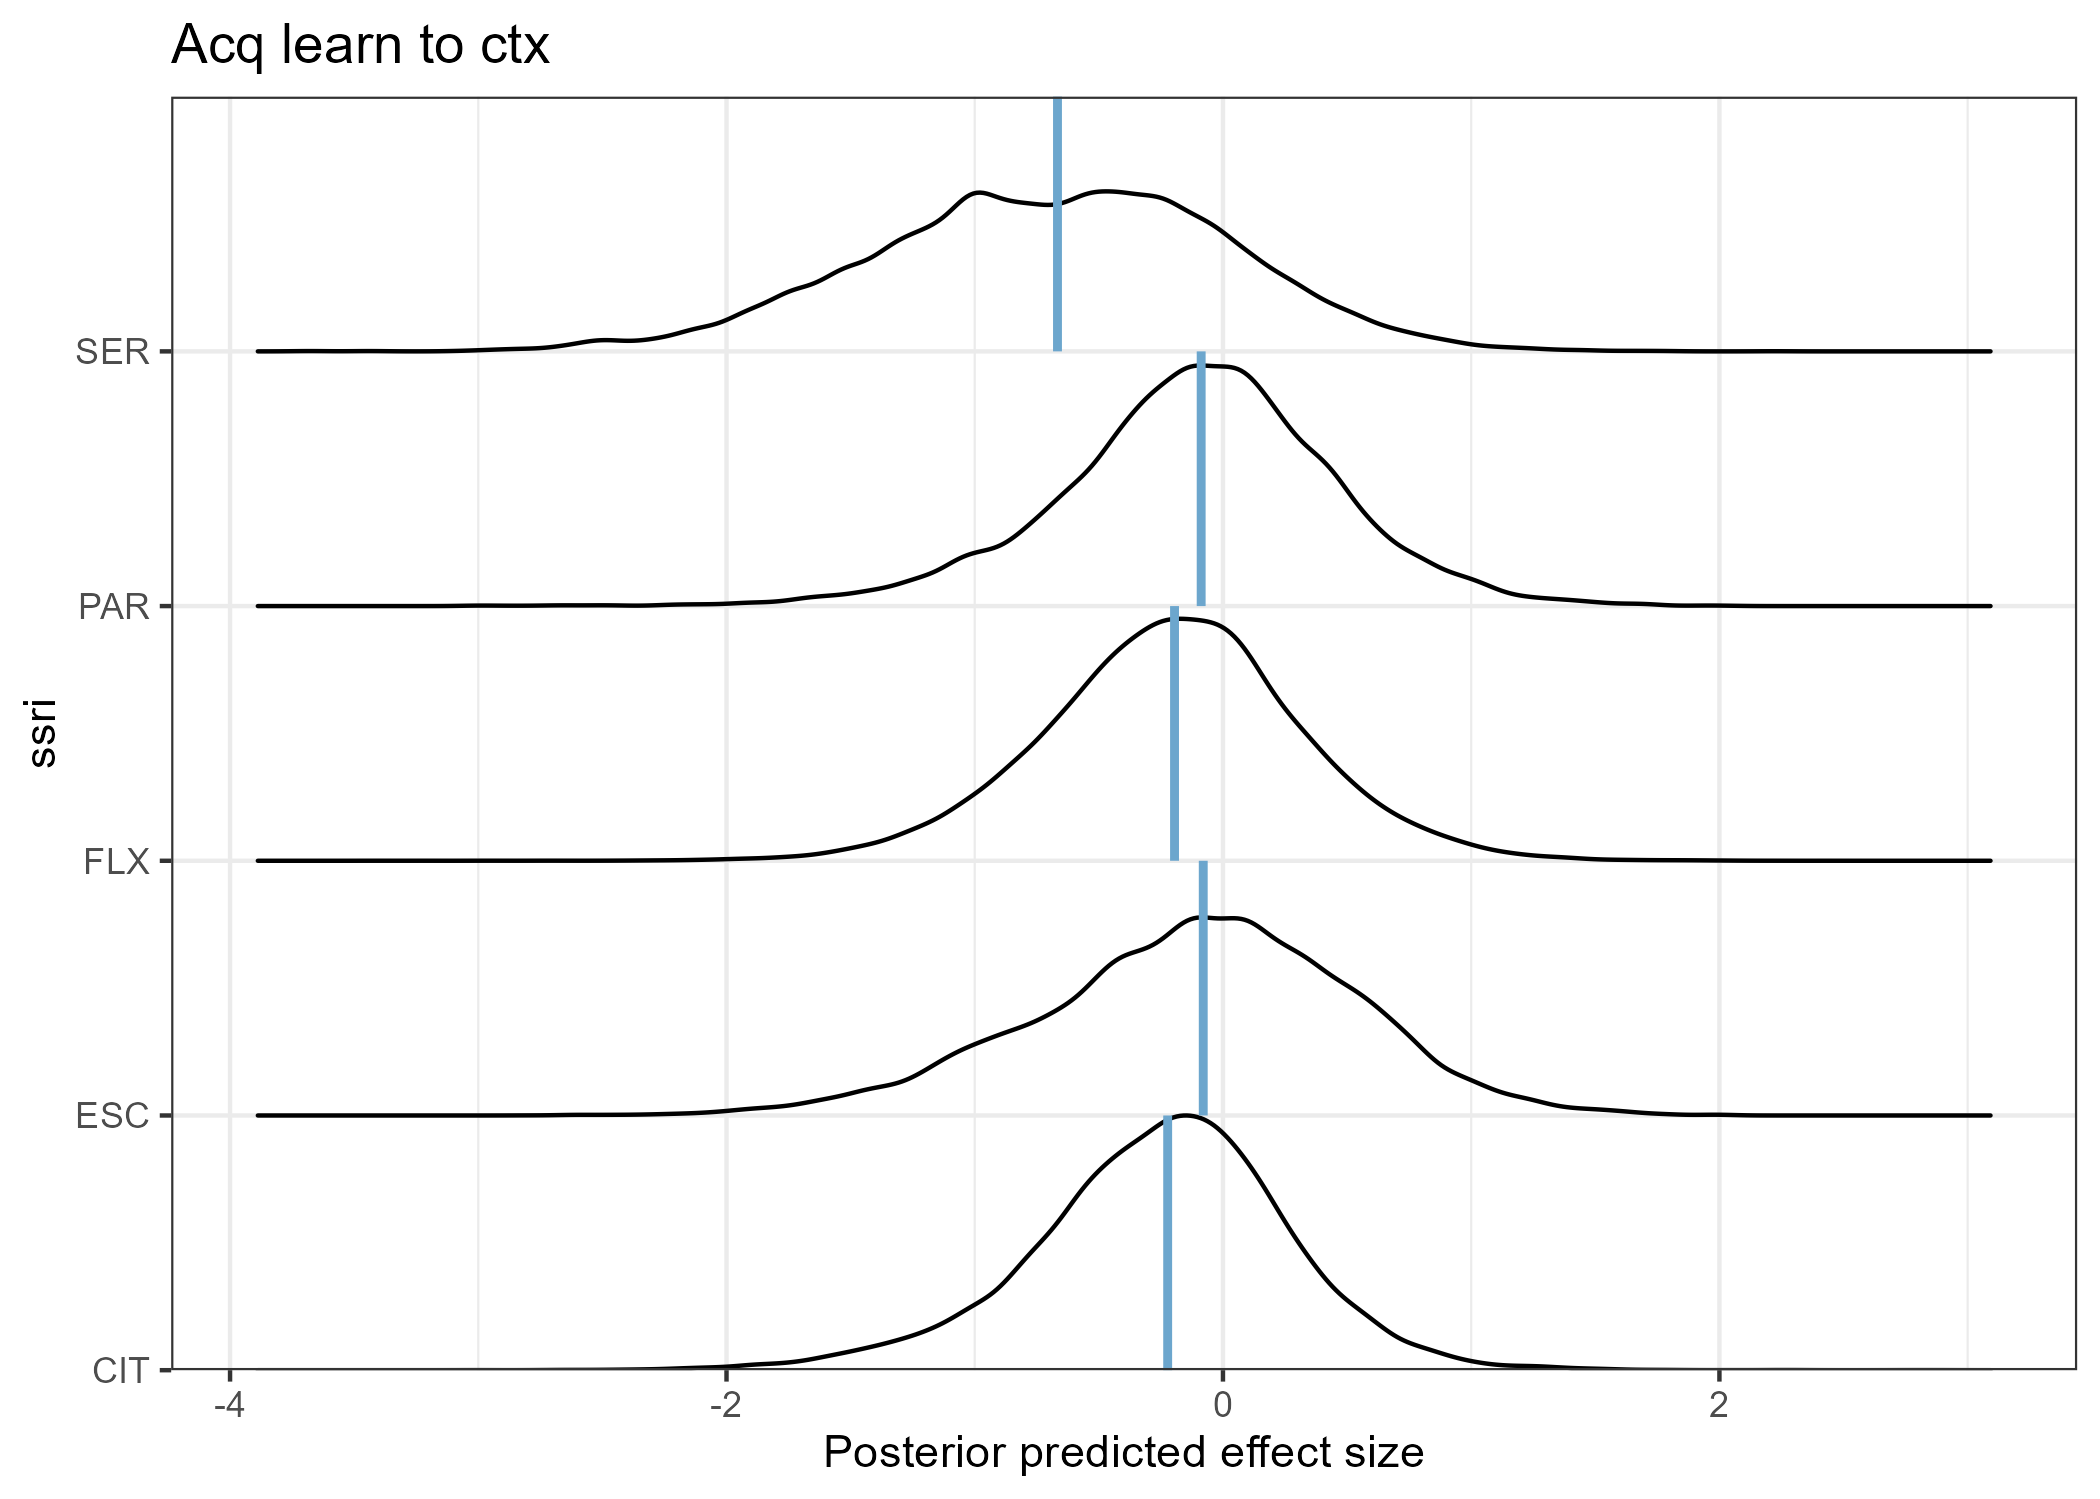 Acq learn to ctx
SER
PAR
FLX
ESC
CIT
ssri
-4 -2 0 2
Posterior predicted effect size